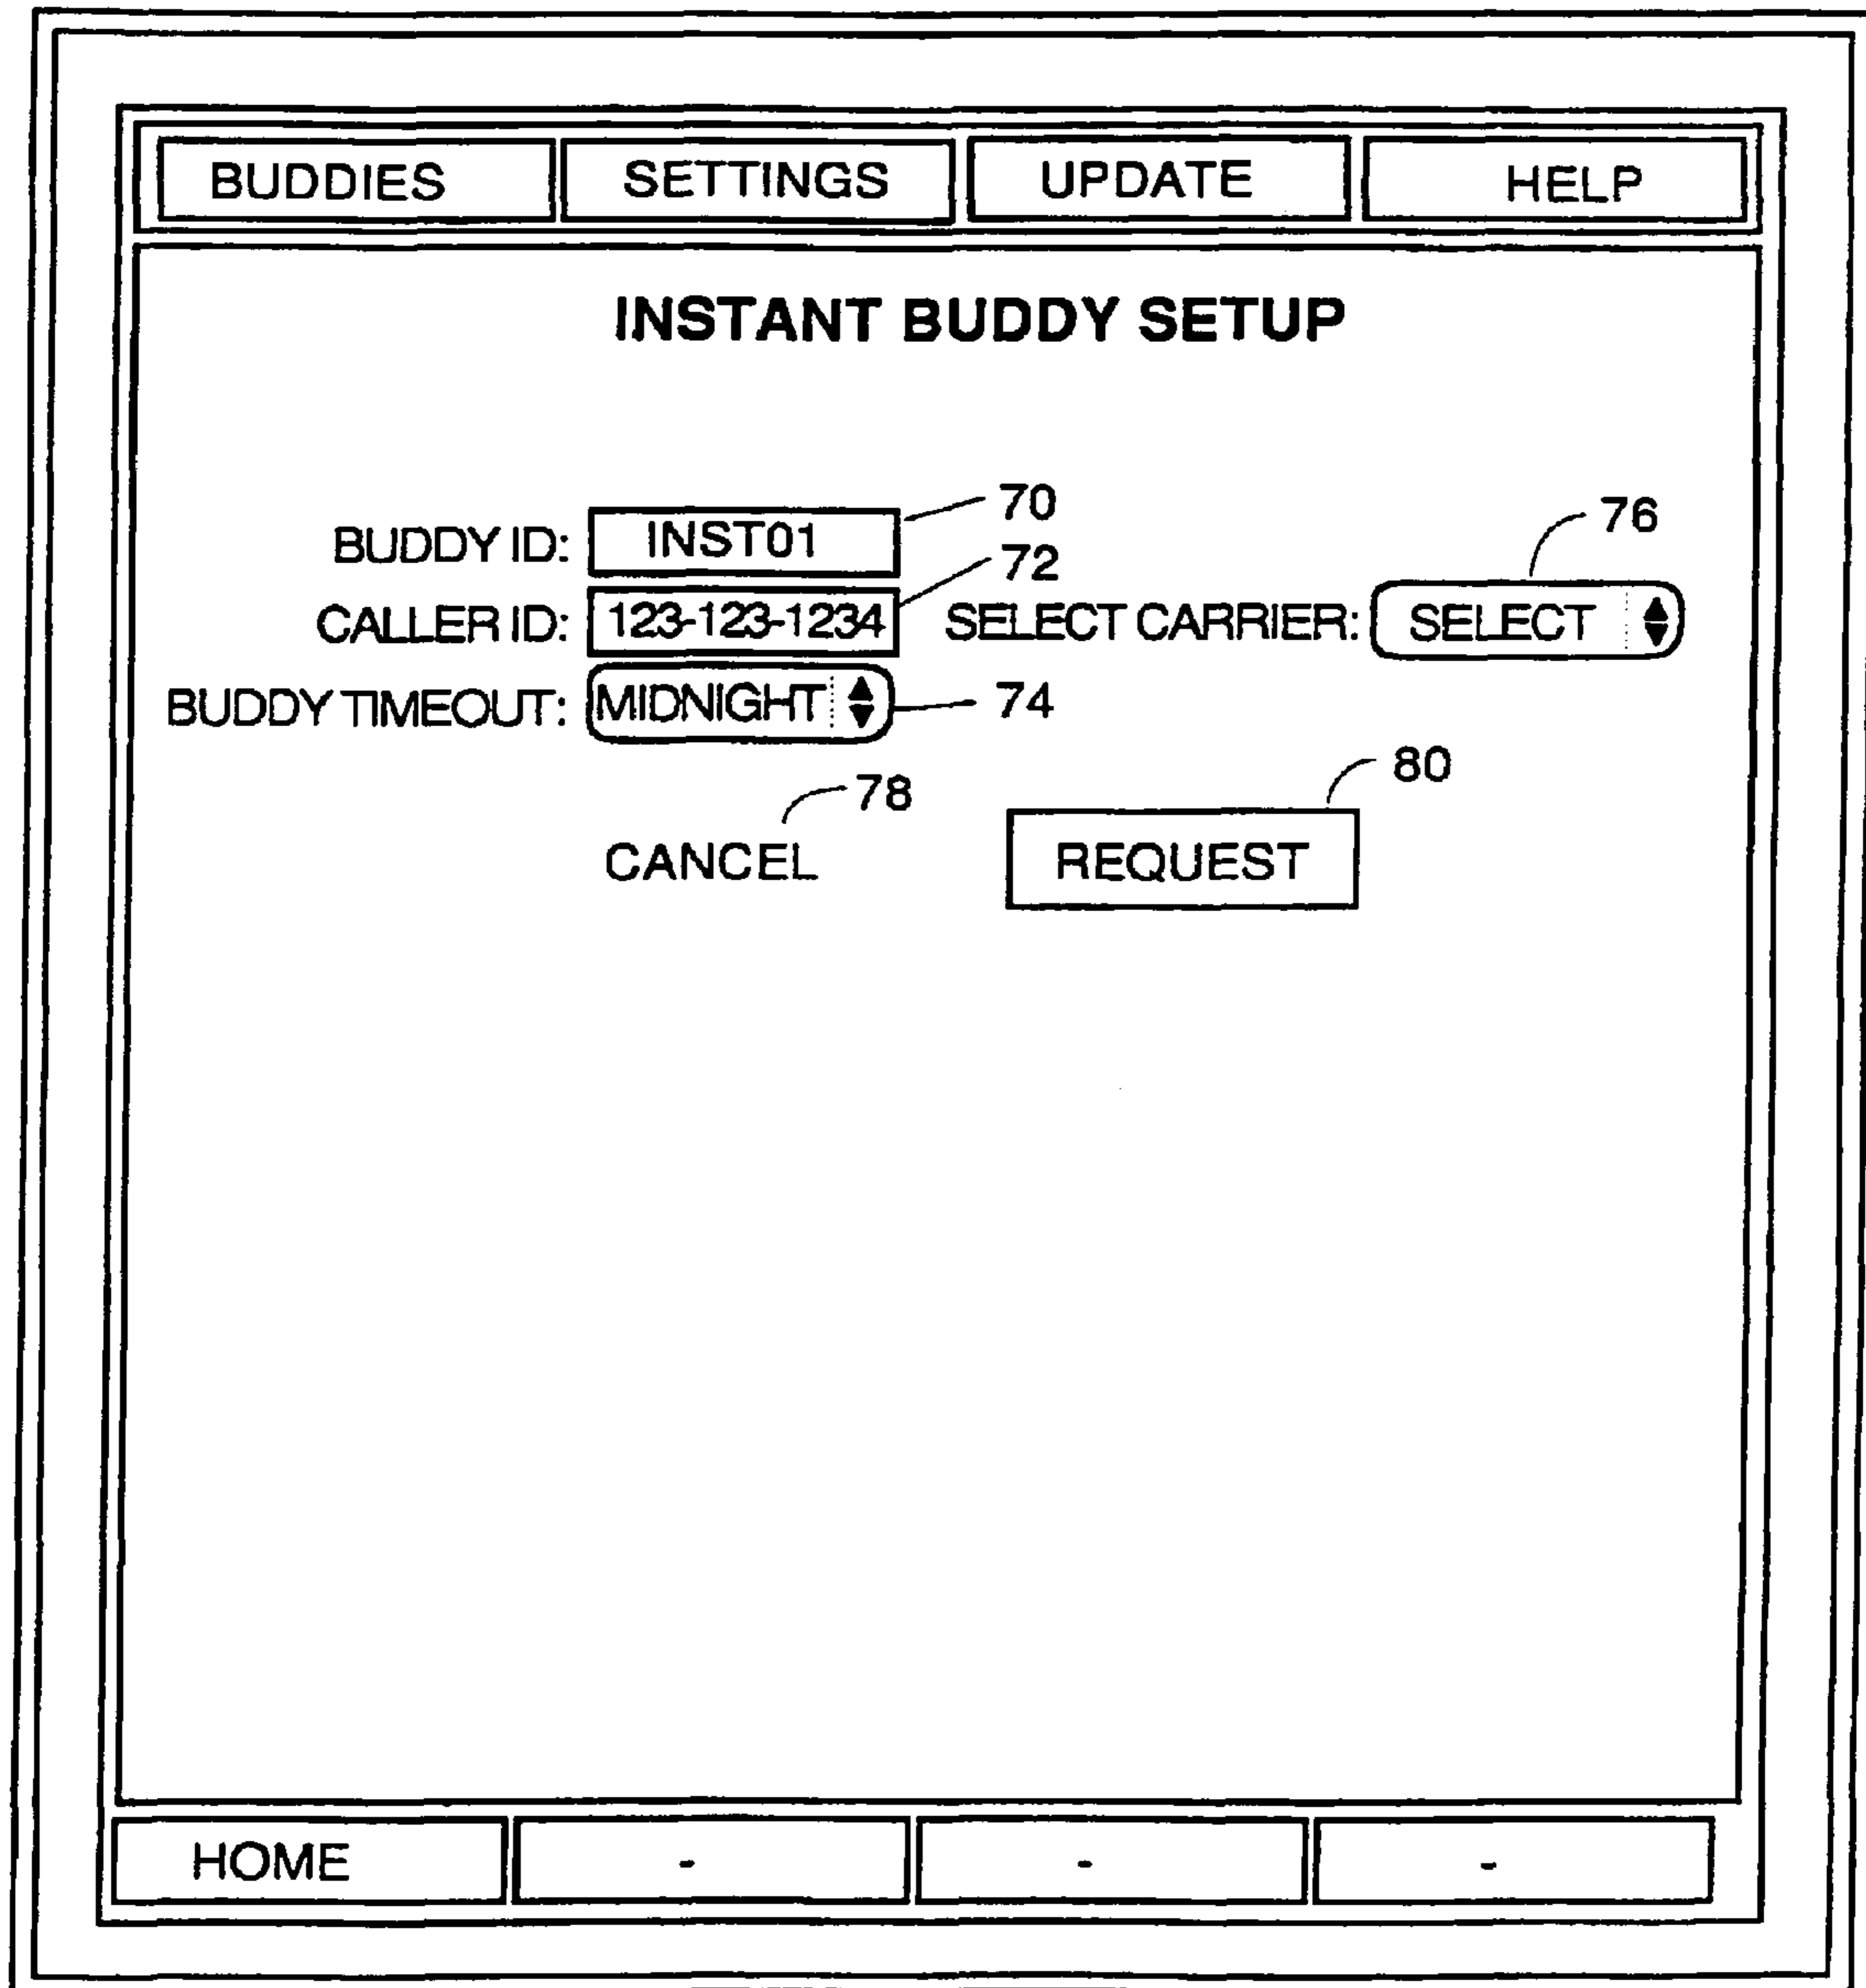 BUDDIES SETTINGS UPDATE HELP
INSTANT BUDDY SETUP
BUDDY ID: INST01 70
CALLER ID: 123-123-1234 72 SELECT CARRIER: SELECT 76
BUDDY TIMEOUT: MIDNIGHT 74
CANCEL 78 REQUEST 80
HOME - - -